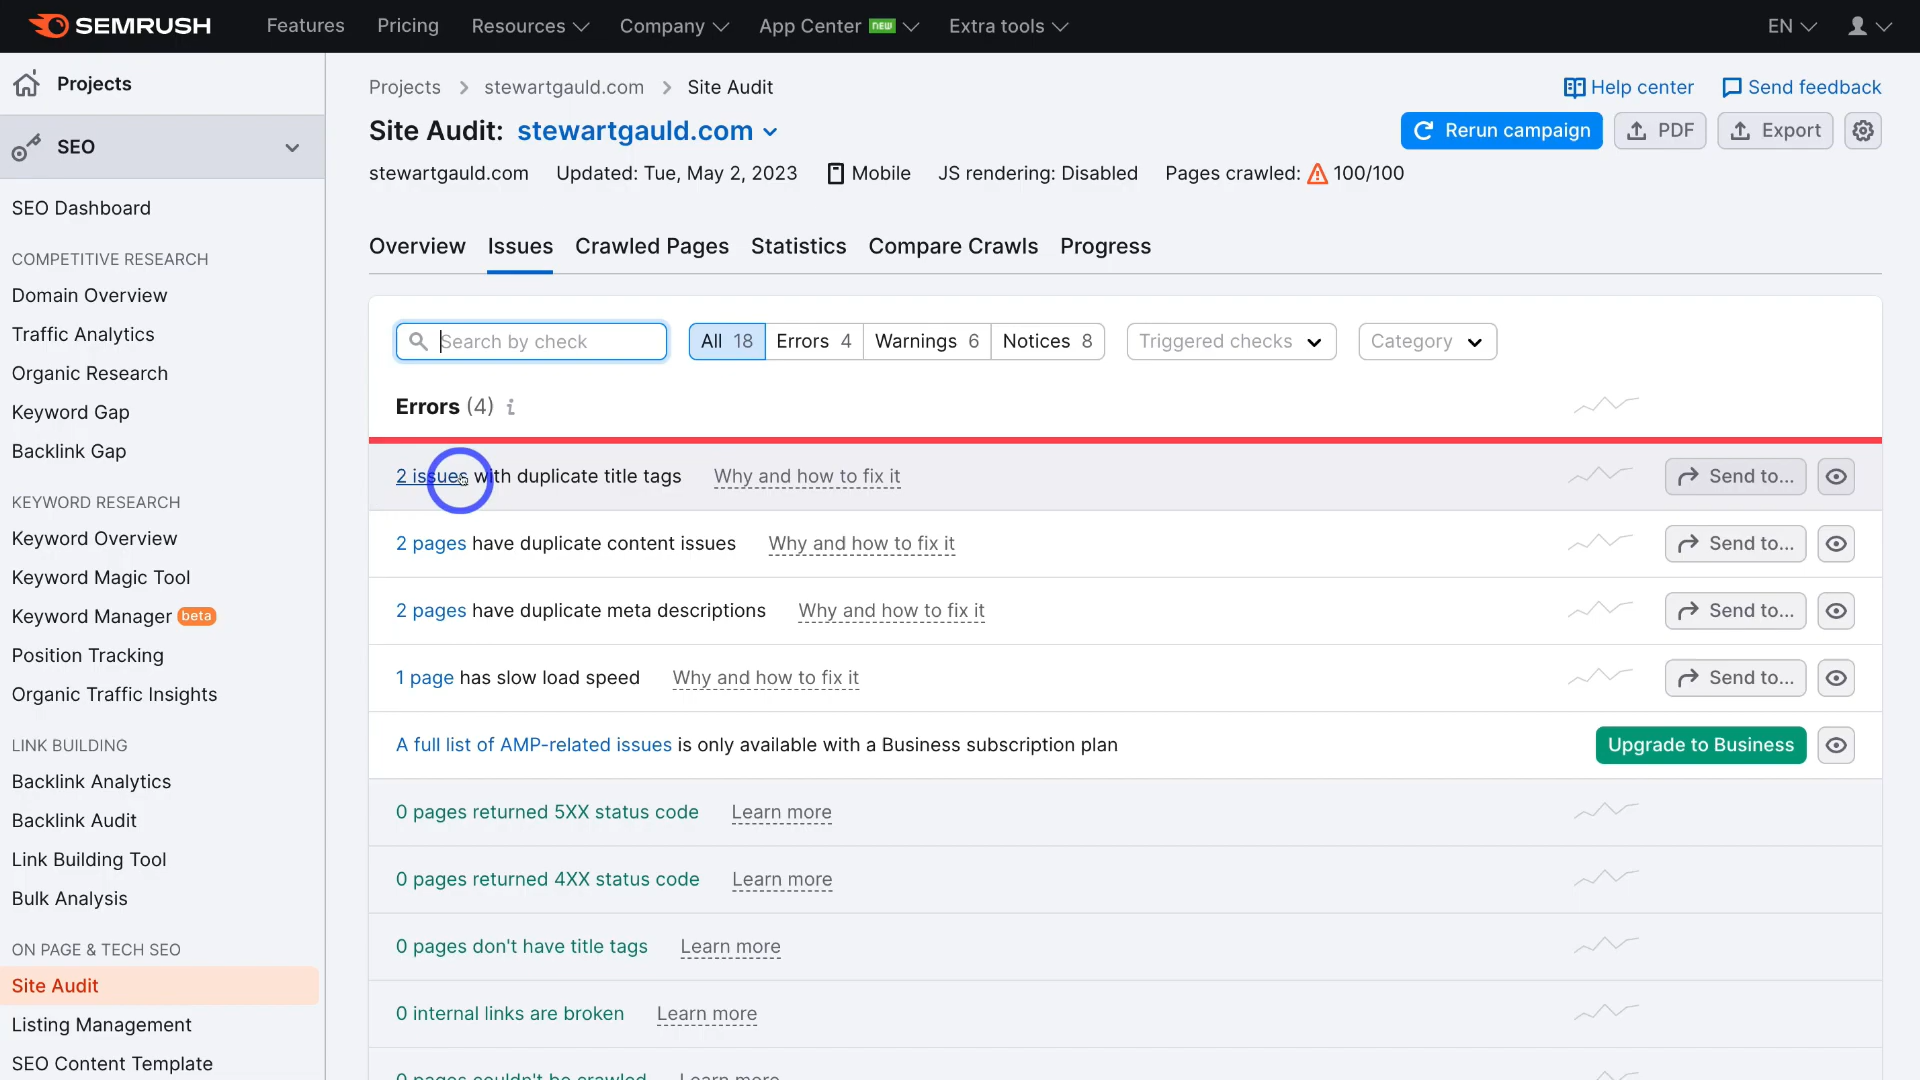 SEMRUSH Features Pricing Resources Company App Center NEW Extra tools EN
Projects
SEO
SEO Dashboard
COMPETITIVE RESEARCH
Domain Overview
Traffic Analytics
Organic Research
Keyword Gap
Backlink Gap
KEYWORD RESEARCH
Keyword Overview
Keyword Magic Tool
Keyword Manager beta
Position Tracking
Organic Traffic Insights
LINK BUILDING
Backlink Analytics
Backlink Audit
Link Building Tool
Bulk Analysis
ON PAGE & TECH SEO
Site Audit
Listing Management
SEO Content Template
Projects > stewartgauld.com > Site Audit
Help center Send feedback
Site Audit: stewartgauld.com
Rerun campaign PDF Export
stewartgauld.com Updated: Tue, May 2, 2023 Mobile JS rendering: Disabled Pages crawled: 100/100
Overview Issues Crawled Pages Statistics Compare Crawls Progress
Search by check All 18 Errors 4 Warnings 6 Notices 8 Triggered checks Category
Errors (4) i
2 issues with duplicate title tags Why and how to fix it Send to...
2 pages have duplicate content issues Why and how to fix it Send to...
2 pages have duplicate meta descriptions Why and how to fix it Send to...
1 page has slow load speed Why and how to fix it Send to...
A full list of AMP-related issues is only available with a Business subscription plan Upgrade to Business
0 pages returned 5XX status code Learn more
0 pages returned 4XX status code Learn more
0 pages don't have title tags Learn more
0 internal links are broken Learn more
0 pages couldn't be crawled Learn more